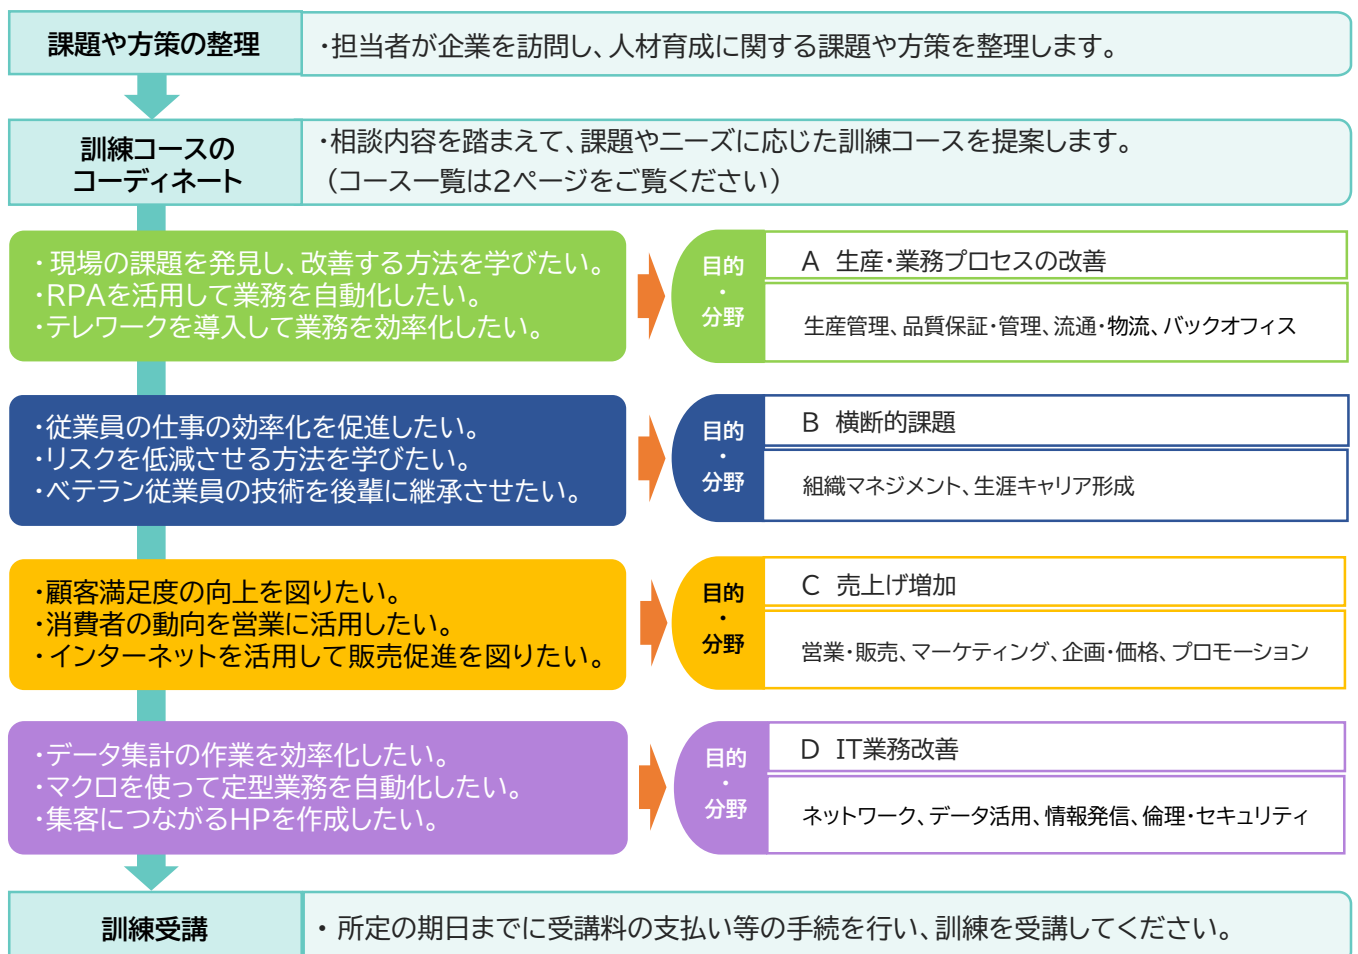 課題や方策の整理
・担当者が企業を訪問し、人材育成に関する課題や方策を整理します。
訓練コースの
コーディネート
・相談内容を踏まえて、課題やニーズに応じた訓練コースを提案します。
（コース一覧は2ページをご覧ください）
・現場の課題を発見し、改善する方法を学びたい。
・RPAを活用して業務を自動化したい。
・テレワークを導入して業務を効率化したい。
目的
・
分野
A 生産・業務プロセスの改善
生産管理、品質保証・管理、流通・物流、バックオフィス
・従業員の仕事の効率化を促進したい。
・リスクを低減させる方法を学びたい。
・ベテラン従業員の技術を後輩に継承させたい。
目的
・
分野
B 横断的課題
組織マネジメント、生涯キャリア形成
・顧客満足度の向上を図りたい。
・消費者の動向を営業に活用したい。
・インターネットを活用して販売促進を図りたい。
目的
・
分野
C 売上げ増加
営業・販売、マーケティング、企画・価格、プロモーション
・データ集計の作業を効率化したい。
・マクロを使って定型業務を自動化したい。
・集客につながるHPを作成したい。
目的
・
分野
D IT業務改善
ネットワーク、データ活用、情報発信、倫理・セキュリティ
訓練受講
・ 所定の期日までに受講料の支払い等の手続を行い、訓練を受講してください。